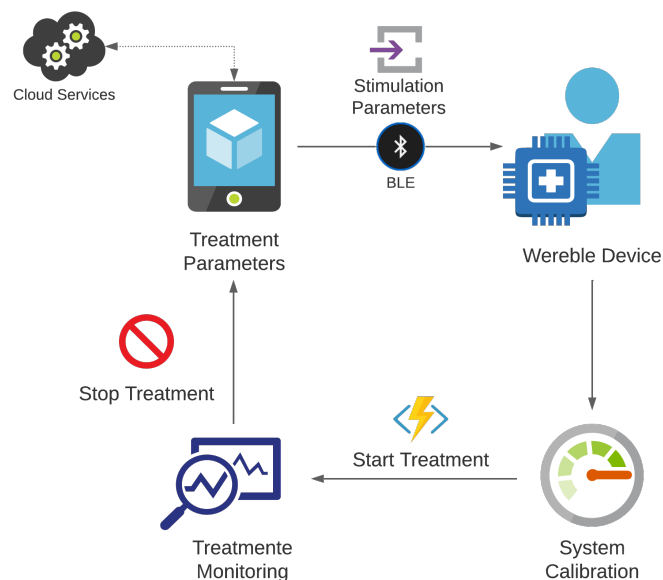 Cloud Services
Stimulation
Parameters
BLE
Treatment
Parameters
Wereble Device
Stop Treatment
Start Treatment
Treatmente
Monitoring
System
Calibration